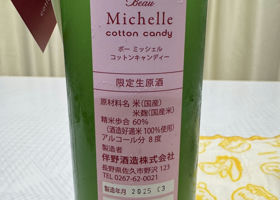 Beau
Michelle
cotton candy
ボー ミッシェル
コットンキャンディー
限定生原酒
原材料名 米(国産)
米麹(国産米)
精米歩合 60%
(酒造好適米100%使用)
アルコール分 8度
製造者
伴野酒造株式会社
長野県佐久市野沢 123
TEL 0267-62-0021
製造年月 2025 C3